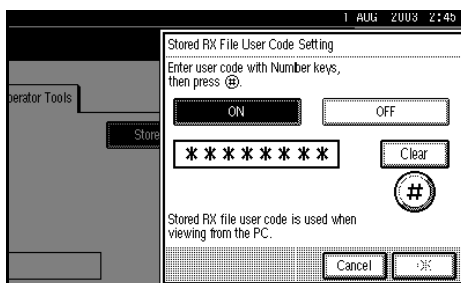 1 AUG 2003 2:45
Stored RX File User Code Setting
Enter user code with Number keys,
then press #.
perator Tools
ON OFF
Store
******** Clear
#
Stored RX file user code is used when
viewing from the PC.
Cancel OK